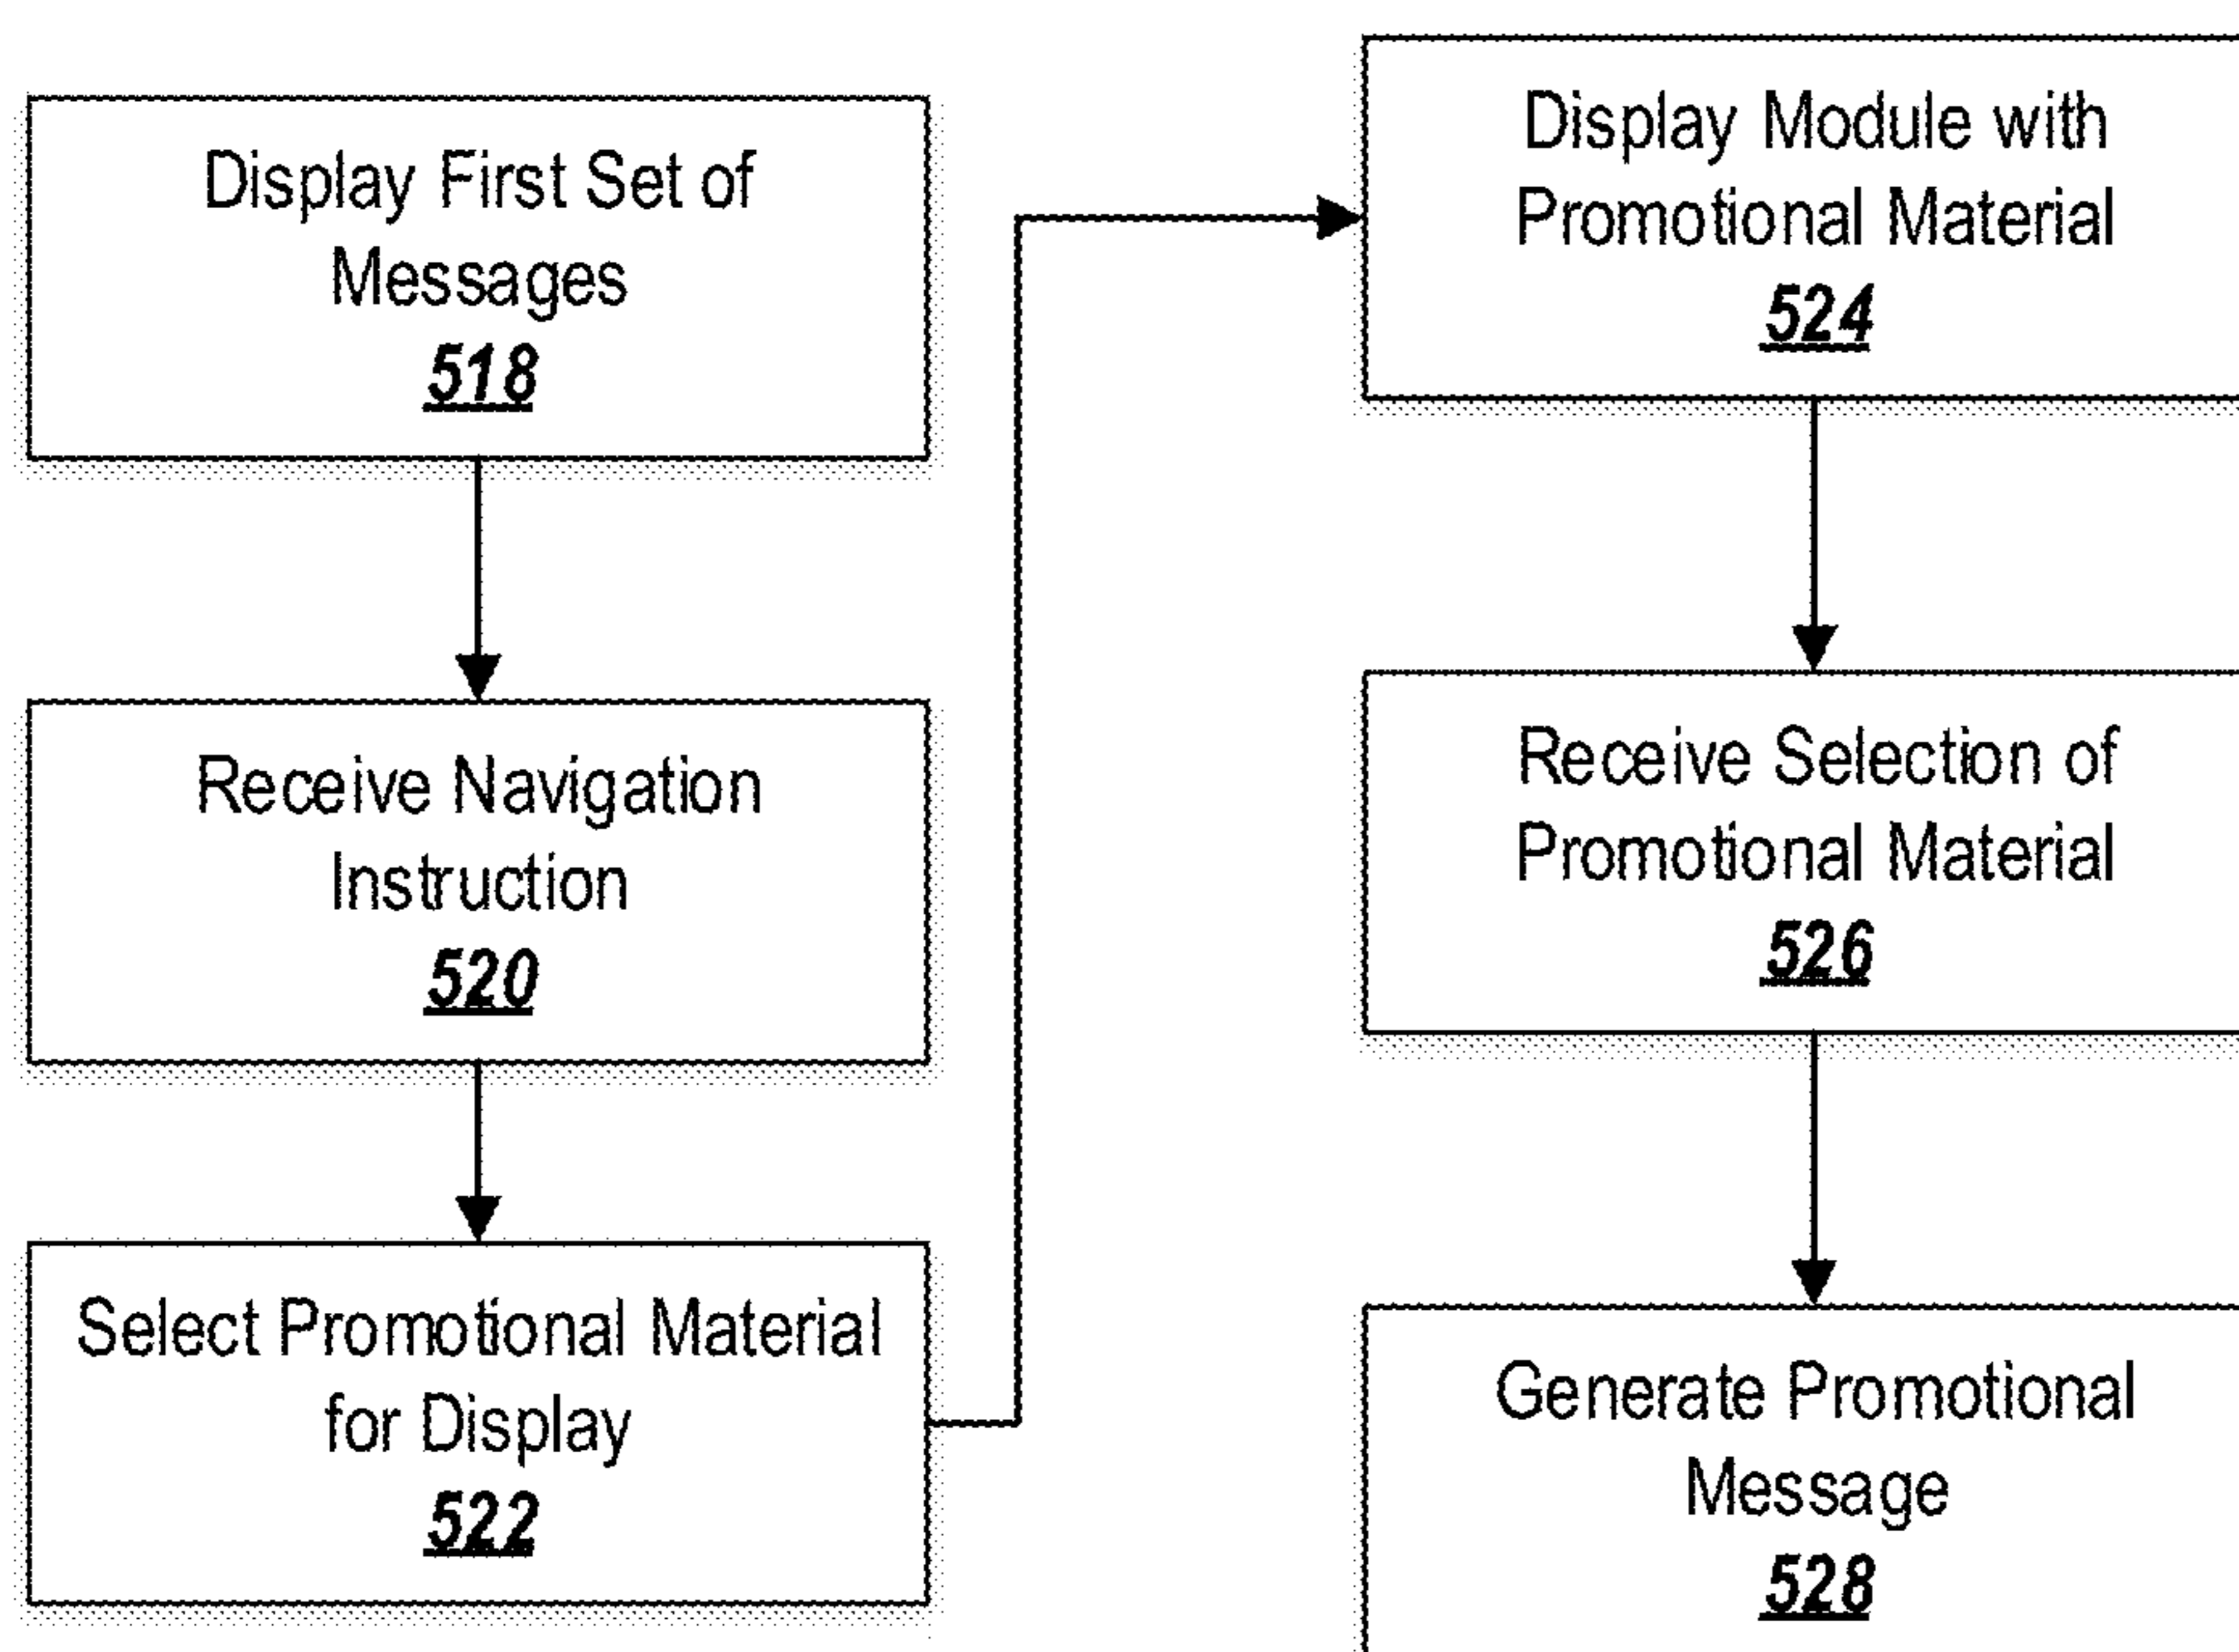 Display First Set of
Messages
518
Receive Navigation
Instruction
520
Select Promotional Material
for Display
522
Display Module with
Promotional Material
524
Receive Selection of
Promotional Material
526
Generate Promotional
Message
528